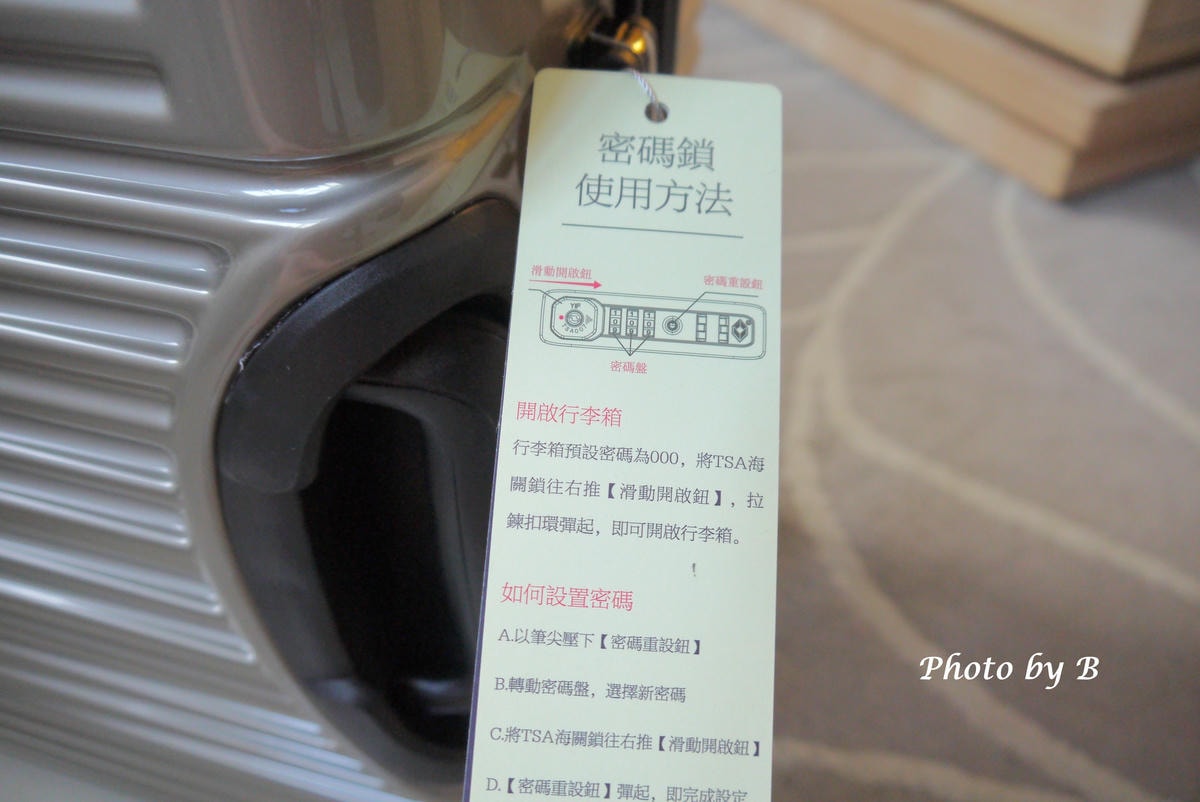 密碼鎖
使用方法
滑動開啟鈕
密碼重設鈕
YIF
TSA007
密碼盤
開啟行李箱
行李箱預設密碼為000，將TSA海
關鎖往右推【滑動開啟鈕】，拉
鍊扣環彈起，即可開啟行李箱。
如何設置密碼
A.以筆尖壓下【密碼重設鈕】
B.轉動密碼盤，選擇新密碼
C.將TSA海關鎖往右推【滑動開啟鈕】
D.【密碼重設鈕】彈起，即完成設定
Photo by B